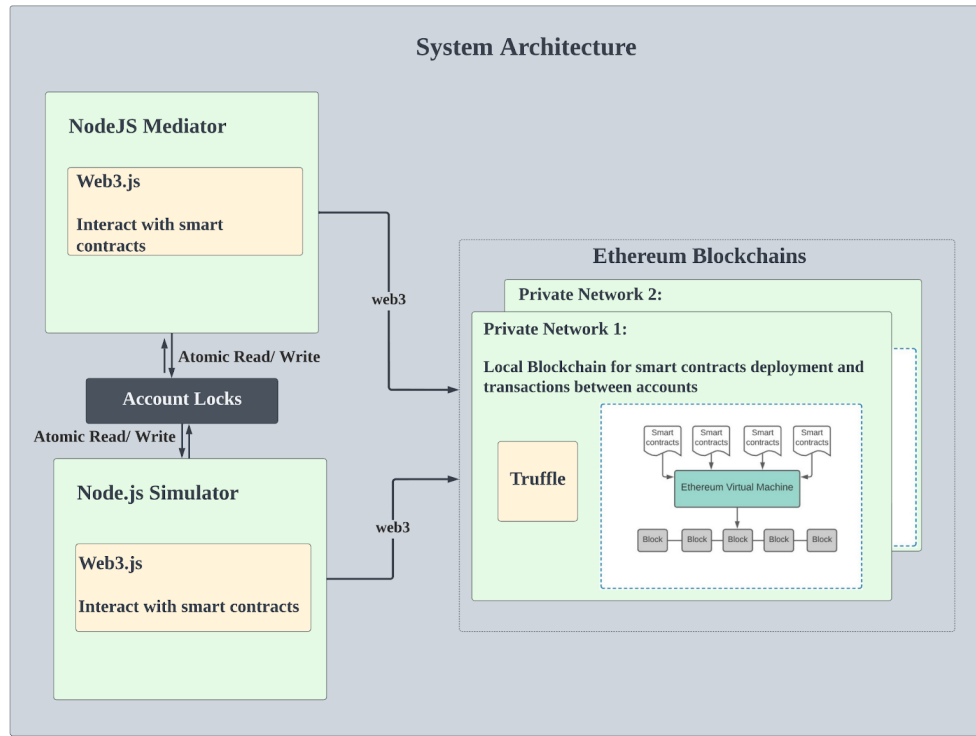 System Architecture
NodeJS Mediator
Web3.js
Interact with smart
contracts
web3
Atomic Read/ Write
Account Locks
Atomic Read/ Write
Node.js Simulator
Web3.js
Interact with smart contracts
web3
Ethereum Blockchains
Private Network 2:
Private Network 1:
Local Blockchain for smart contracts deployment and
transactions between accounts
Truffle
Smart
contracts
Smart
contracts
Smart
contracts
Smart
contracts
Ethereum Virtual Machine
Block
Block
Block
Block
Block